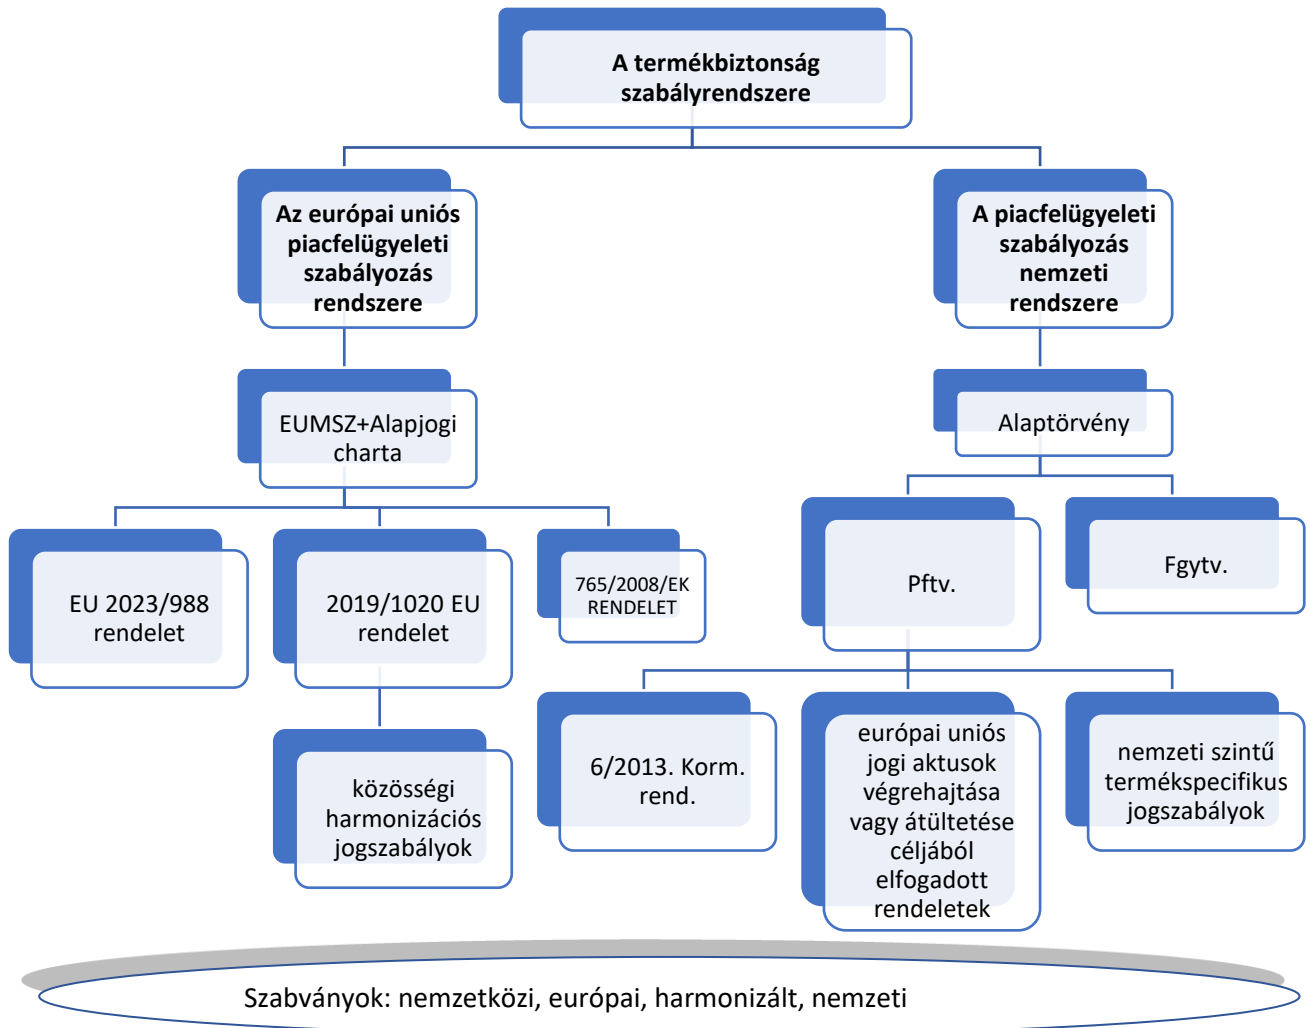 A termékbiztonság
szabályrendszere
Az európai uniós
piacfelügyeleti
szabályozás
rendszere
A piacfelügyeleti
szabályozás
nemzeti
rendszere
EUMSZ+Alapjogi
charta
Alaptörvény
EU 2023/988
rendelet
2019/1020 EU
rendelet
765/2008/EK
RENDELET
Pftv.
Fgytv.
közösségi
harmonizációs
jogszabályok
6/2013. Korm.
rend.
európai uniós
jogi aktusok
végrehajtása
vagy átültetése
céljából
elfogadott
rendeletek
nemzeti szintű
termékspecifikus
jogszabályok
Szabványok: nemzetközi, európai, harmonizált, nemzeti